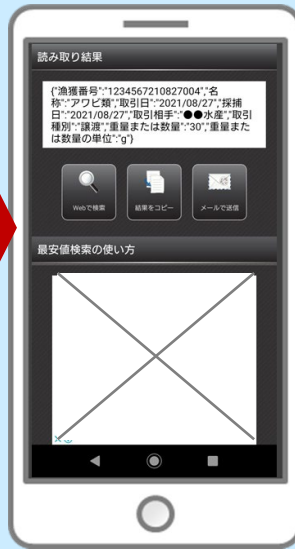 読み取り結果
{"漁獲番号":"1234567210827004","名
称":"アワビ類","取引日":"2021/08/27","採捕
日":"2021/08/27","取引相手":"●●水産","取引
種別":"譲渡","重量または数量":"30","重量また
は数量の単位":"g"}
Webで検索
結果をコピー
メールで送信
最安値検索の使い方